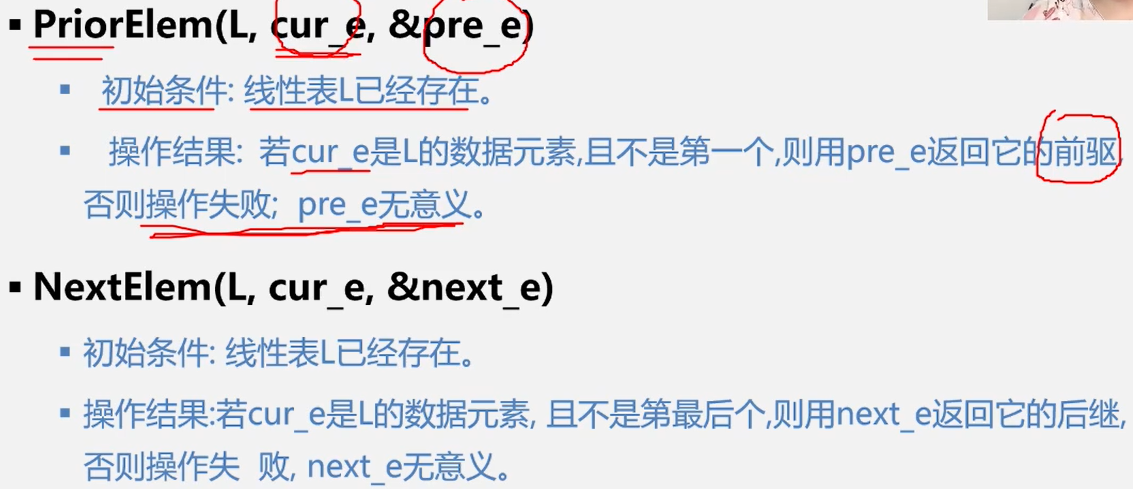 ▪ PriorElem(L, cur_e, &pre_e)
▪ 初始条件: 线性表L已经存在。
▪ 操作结果: 若cur_e是L的数据元素,且不是第一个,则用pre_e返回它的前驱,
否则操作失败; pre_e无意义。
▪ NextElem(L, cur_e, &next_e)
▪ 初始条件: 线性表L已经存在。
▪ 操作结果:若cur_e是L的数据元素, 且不是第最后个,则用next_e返回它的后继,
否则操作失 败, next_e无意义。